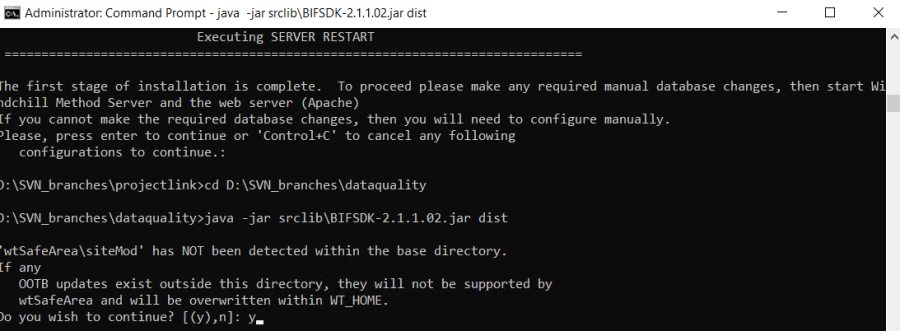 Administrator: Command Prompt - java -jar srclib\BIFSDK-2.1.1.02.jar dist
Executing SERVER RESTART
==============================================================================
The first stage of installation is complete.  To proceed please make any required manual database changes, then start Wi
ndchill Method Server and the web server (Apache)
If you cannot make the required database changes, then you will need to configure manually.
Please, press enter to continue or 'Control+C' to cancel any following
configurations to continue.:
D:\SVN_branches\projectlink>cd D:\SVN_branches\dataquality
D:\SVN_branches\dataquality>java -jar srclib\BIFSDK-2.1.1.02.jar dist
'wtSafeArea\siteMod' has NOT been detected within the base directory.
If any
OOTB updates exist outside this directory, they will not be supported by
wtSafeArea and will be overwritten within WT_HOME.
Do you wish to continue? [(y),n]: y